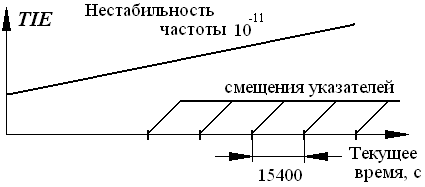 TIE
Нестабильность
частоты 10⁻¹¹
смещения указателей
15400
Текущее
время, с